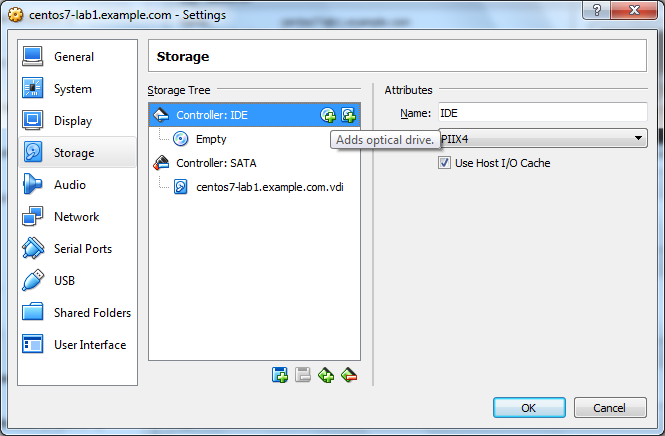 centos7-lab1.example.com - Settings
General
System
Display
Storage
Audio
Network
Serial Ports
USB
Shared Folders
User Interface
Storage
Storage Tree
Controller: IDE
Empty
Controller: SATA
centos7-lab1.example.com.vdi
Adds optical drive.
Attributes
Name: IDE
PIIX4
Use Host I/O Cache
OK
Cancel